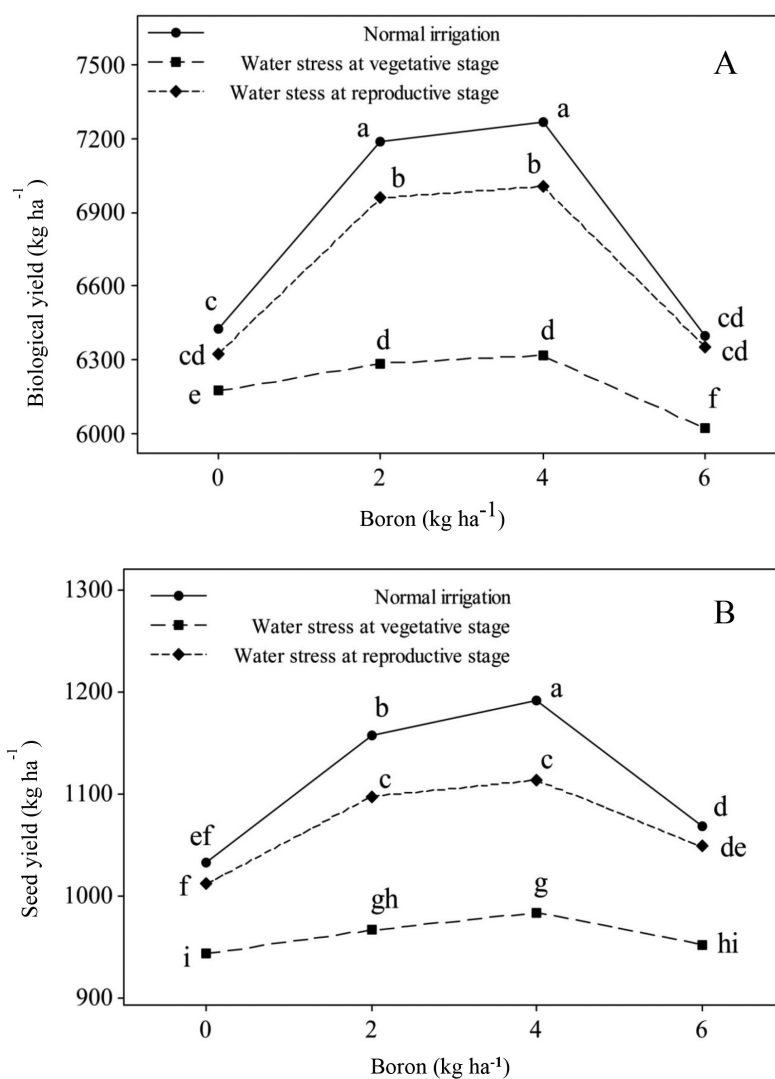 Normal irrigation
Water stress at vegetative stage
Water stess at reproductive stage
A
7500
7200
6900
6600
6300
6000
Biological yield (kg ha-1)
a
a
b
b
c
cd
cd
cd
d
d
e
f
0 2 4 6
Boron (kg ha-1)
Normal irrigation
Water stress at vegetative stage
Water stress at reproductive stage
B
1300
1200
1100
1000
900
Seed yield (kg ha-1)
a
b
c
c
d
ef
de
f
g
gh
hi
i
0 2 4 6
Boron (kg ha-1)